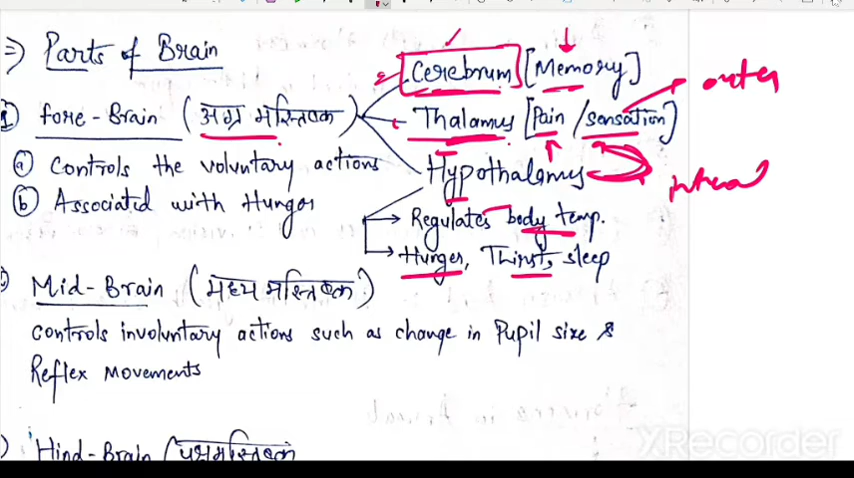 ⇒ Parts of Brain
Cerebrum [Memory]
outer
① Fore-Brain (अग्र मस्तिष्क)
Thalamus [Pain / sensation]
ⓐ Controls the voluntary actions
Hypothalamus
ⓑ Associated with Hunger
→ Regulates body temp.
→ Hunger, Thirst, sleep
Mid-Brain (मध्य मस्तिष्क)
controls involuntary actions such as change in Pupil size &
Reflex Movements
Hind-Brain (पश्चमस्तिष्क
XRecorder